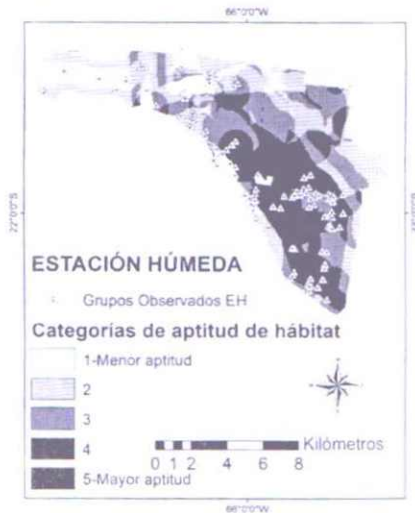 66°0'0"W
22°0'0"S
ESTACIÓN HÚMEDA
Grupos Observados EH
Categorías de aptitud de hábitat
1-Menor aptitud
2
3
4
5-Mayor aptitud
Kilómetros
0 1 2 4 6 8
66°0'0"W